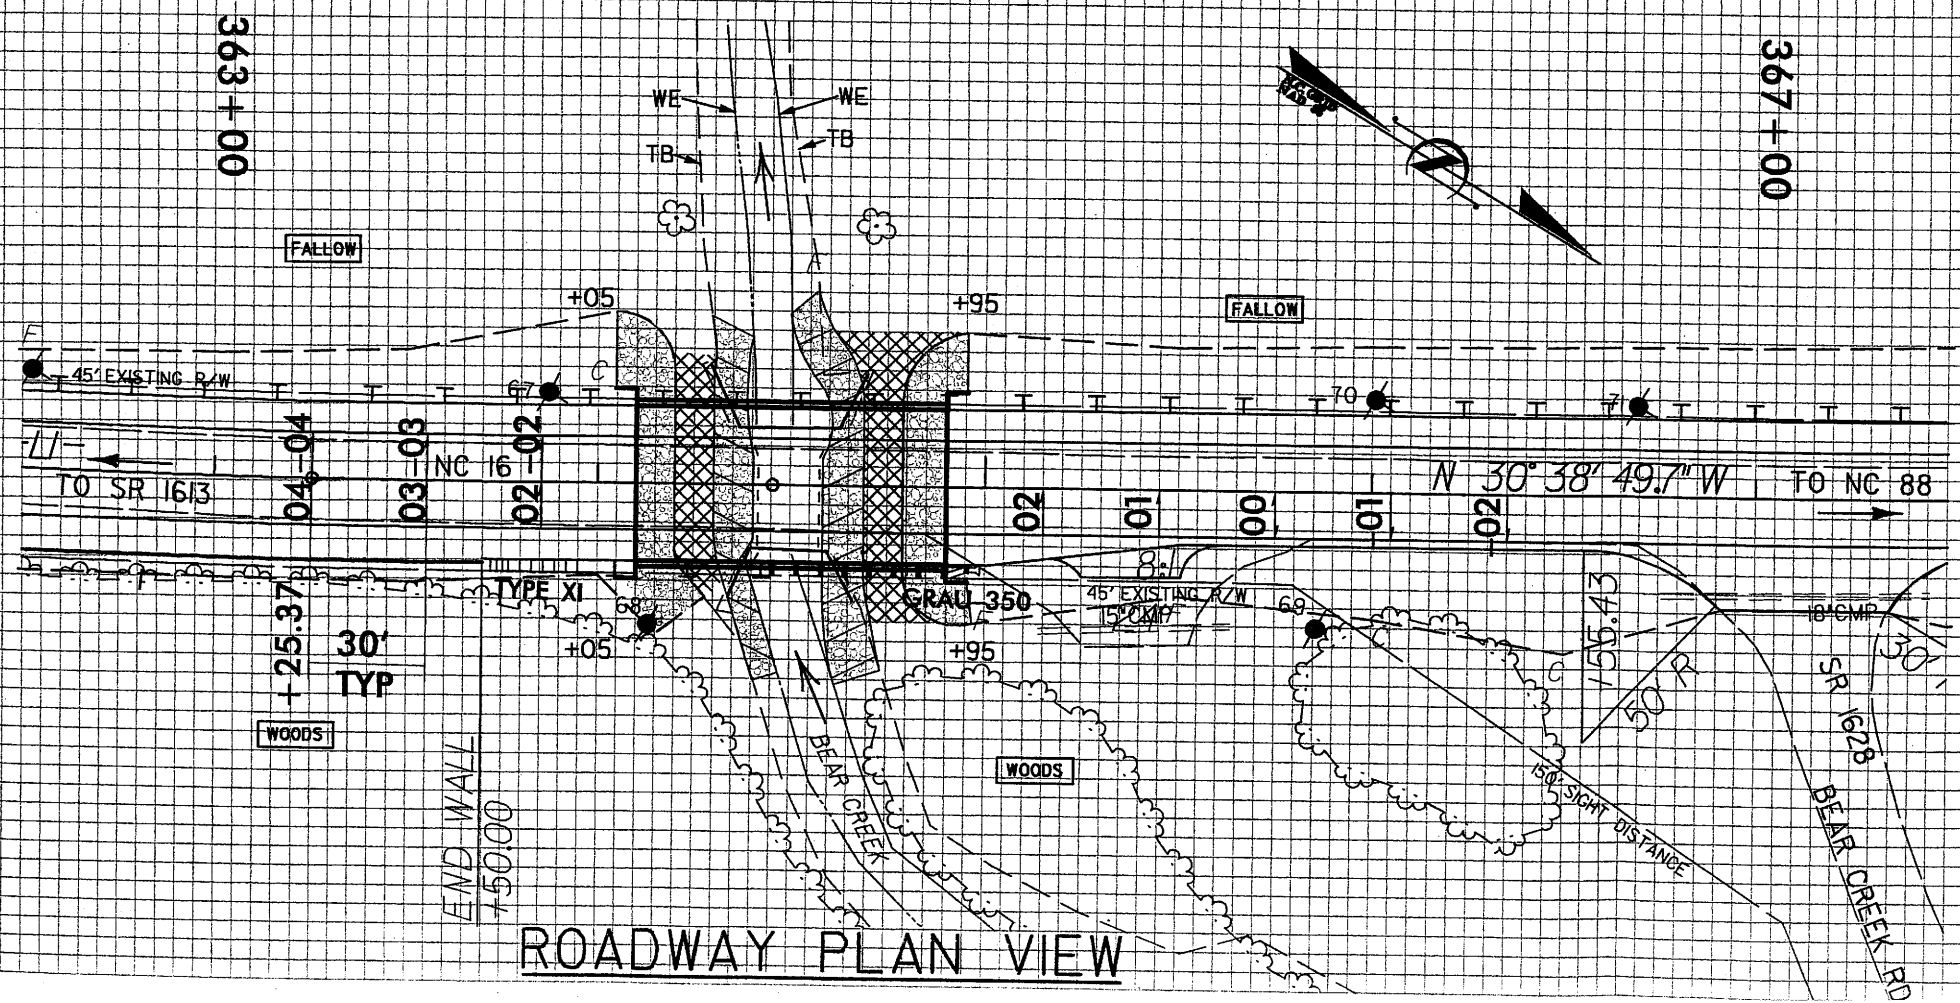 363+00
367+00
N.C. GRID
WE
WE
TB
TB
FALLOW
FALLOW
+05
+95
F
45' EXISTING R/W
67
C
70
71
-L1-
TO SR 1613
04 -04
03 -03
02 -02
NC 16
02
01
00
01
02
N 30° 38' 49.7" W
TO NC 88
TYPE XI
68
GRAU 350
8:1
45' EXISTING R/W
15" CMP
69
18" CMP
+25.37
30'
TYP
+05
+95
C
C
155.43
50' R
30'
SR 1628
WOODS
WOODS
BEAR CREEK
150' SIGHT DISTANCE
END WALL
+50.00
BEAR CREEK RD
ROADWAY PLAN VIEW